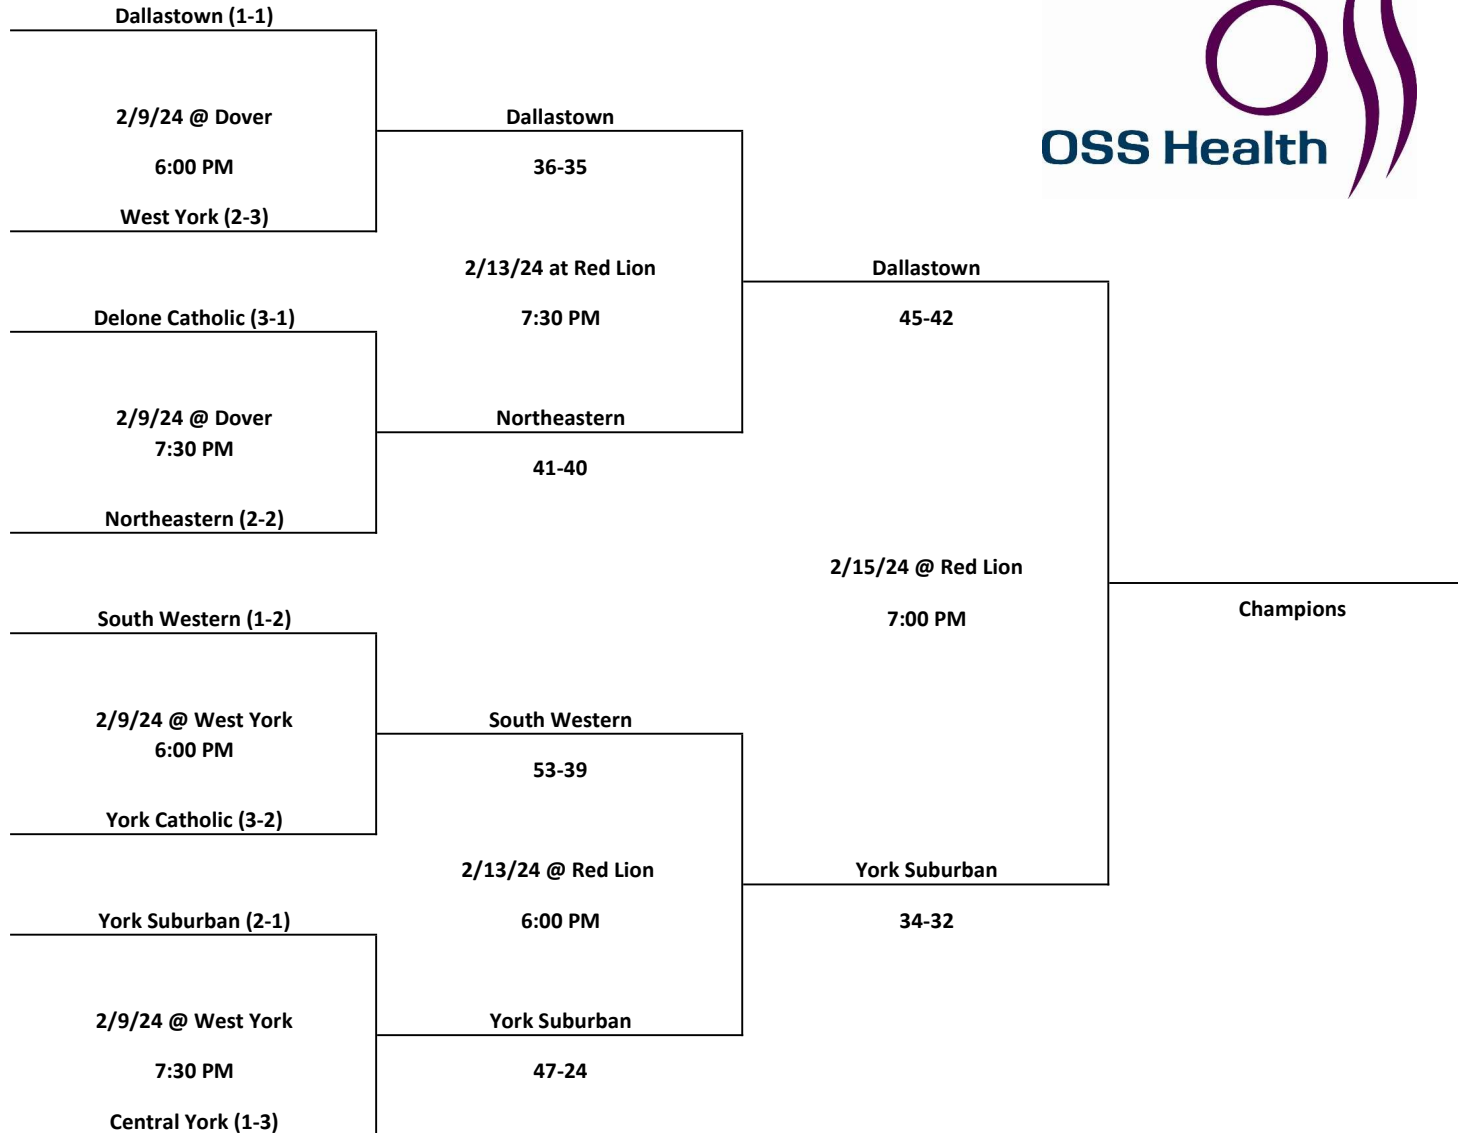 Dallastown (1-1)
2/9/24 @ Dover
6:00 PM
West York (2-3)
Delone Catholic (3-1)
2/9/24 @ Dover
7:30 PM
Northeastern (2-2)
South Western (1-2)
2/9/24 @ West York
6:00 PM
York Catholic (3-2)
York Suburban (2-1)
2/9/24 @ West York
7:30 PM
Central York (1-3)
Dallastown
36-35
2/13/24 at Red Lion
7:30 PM
Northeastern
41-40
South Western
53-39
2/13/24 @ Red Lion
6:00 PM
York Suburban
47-24
Dallastown
45-42
2/15/24 @ Red Lion
7:00 PM
York Suburban
34-32
OSS Health
Champions